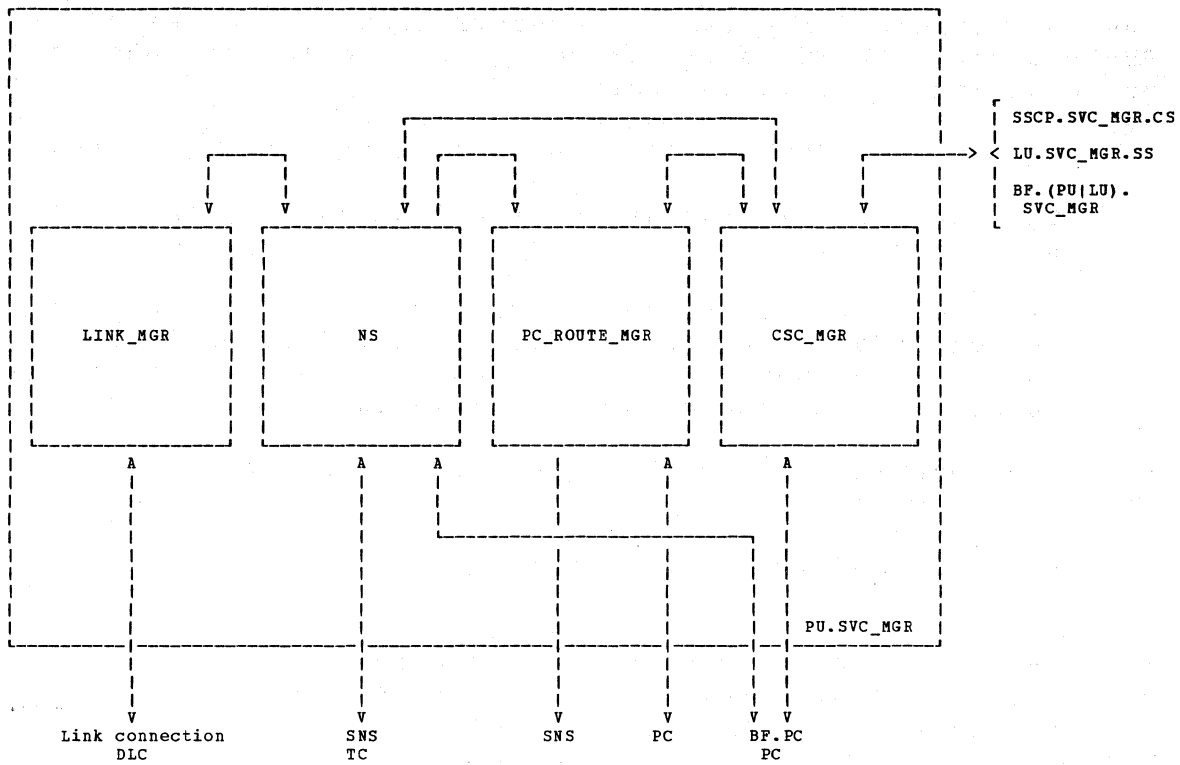 SSCP.SVC_MGR.CS
LU.SVC_MGR.SS
BF.(PU|LU).
SVC_MGR
LINK_MGR
NS
PC_ROUTE_MGR
CSC_MGR
PU.SVC_MGR
Link connection
DLC
SNS
TC
SNS
PC
BF.PC
PC